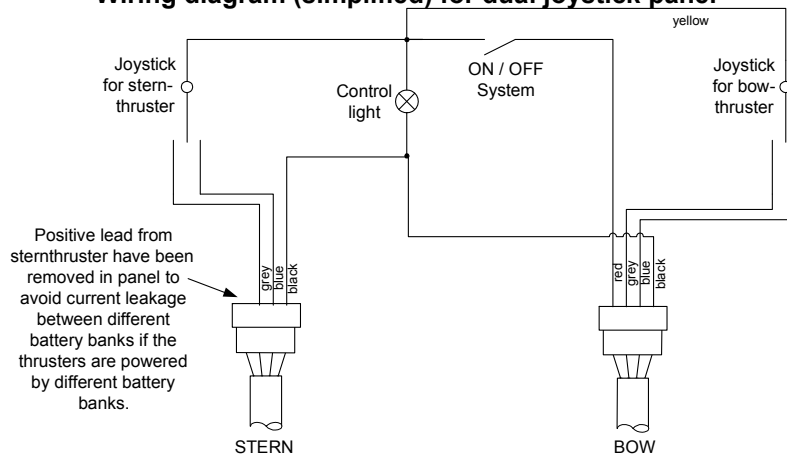 Wiring diagram (simplified) for dual joystick panel
yellow
Joystick
for stern-
thruster
Control
light
ON / OFF
System
Joystick
for bow-
thruster
Positive lead from
sternthruster have been
removed in panel to
avoid current leakage
between different
battery banks if the
thrusters are powered
by different battery
banks.
grey
blue
black
red
grey
blue
black
STERN
BOW